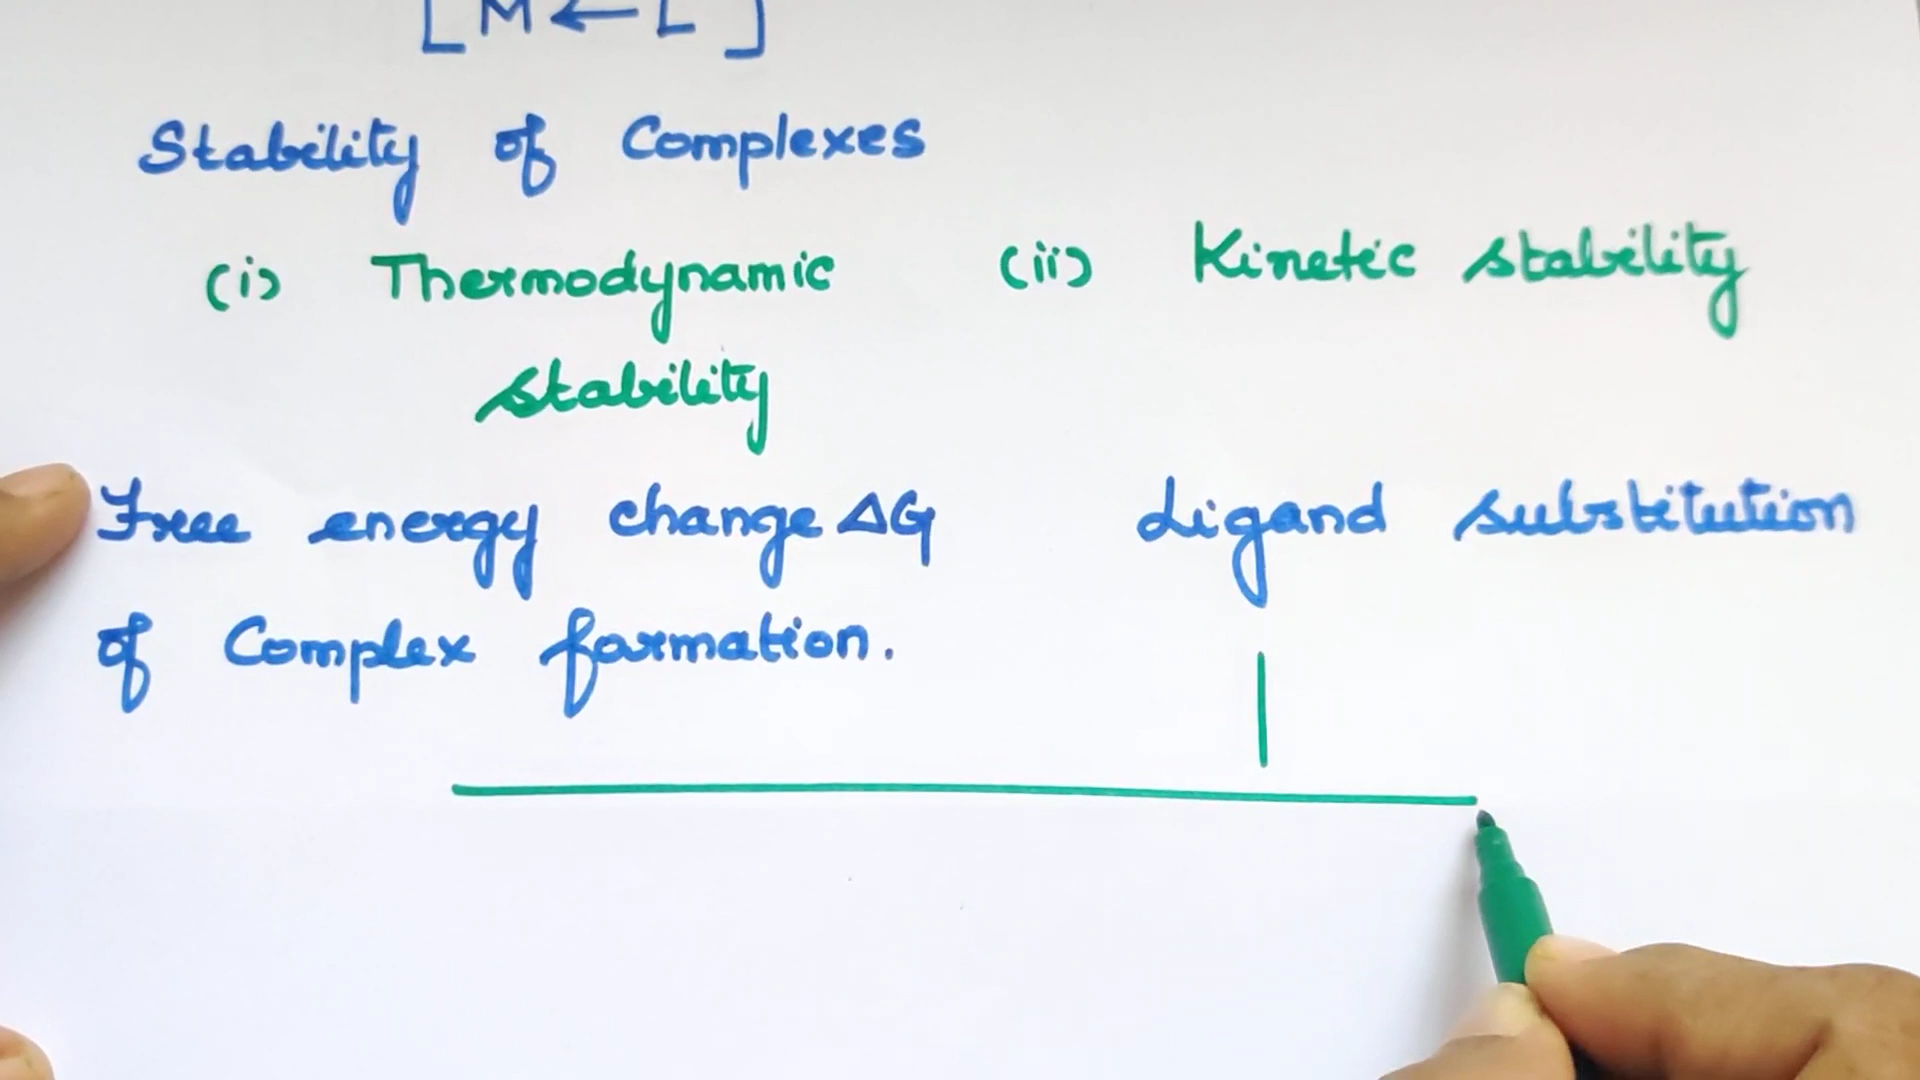 [M ← L]
Stability of Complexes
(i) Thermodynamic stability
(ii) Kinetic stability
Free energy change ΔG
of Complex formation.
Ligand substitution